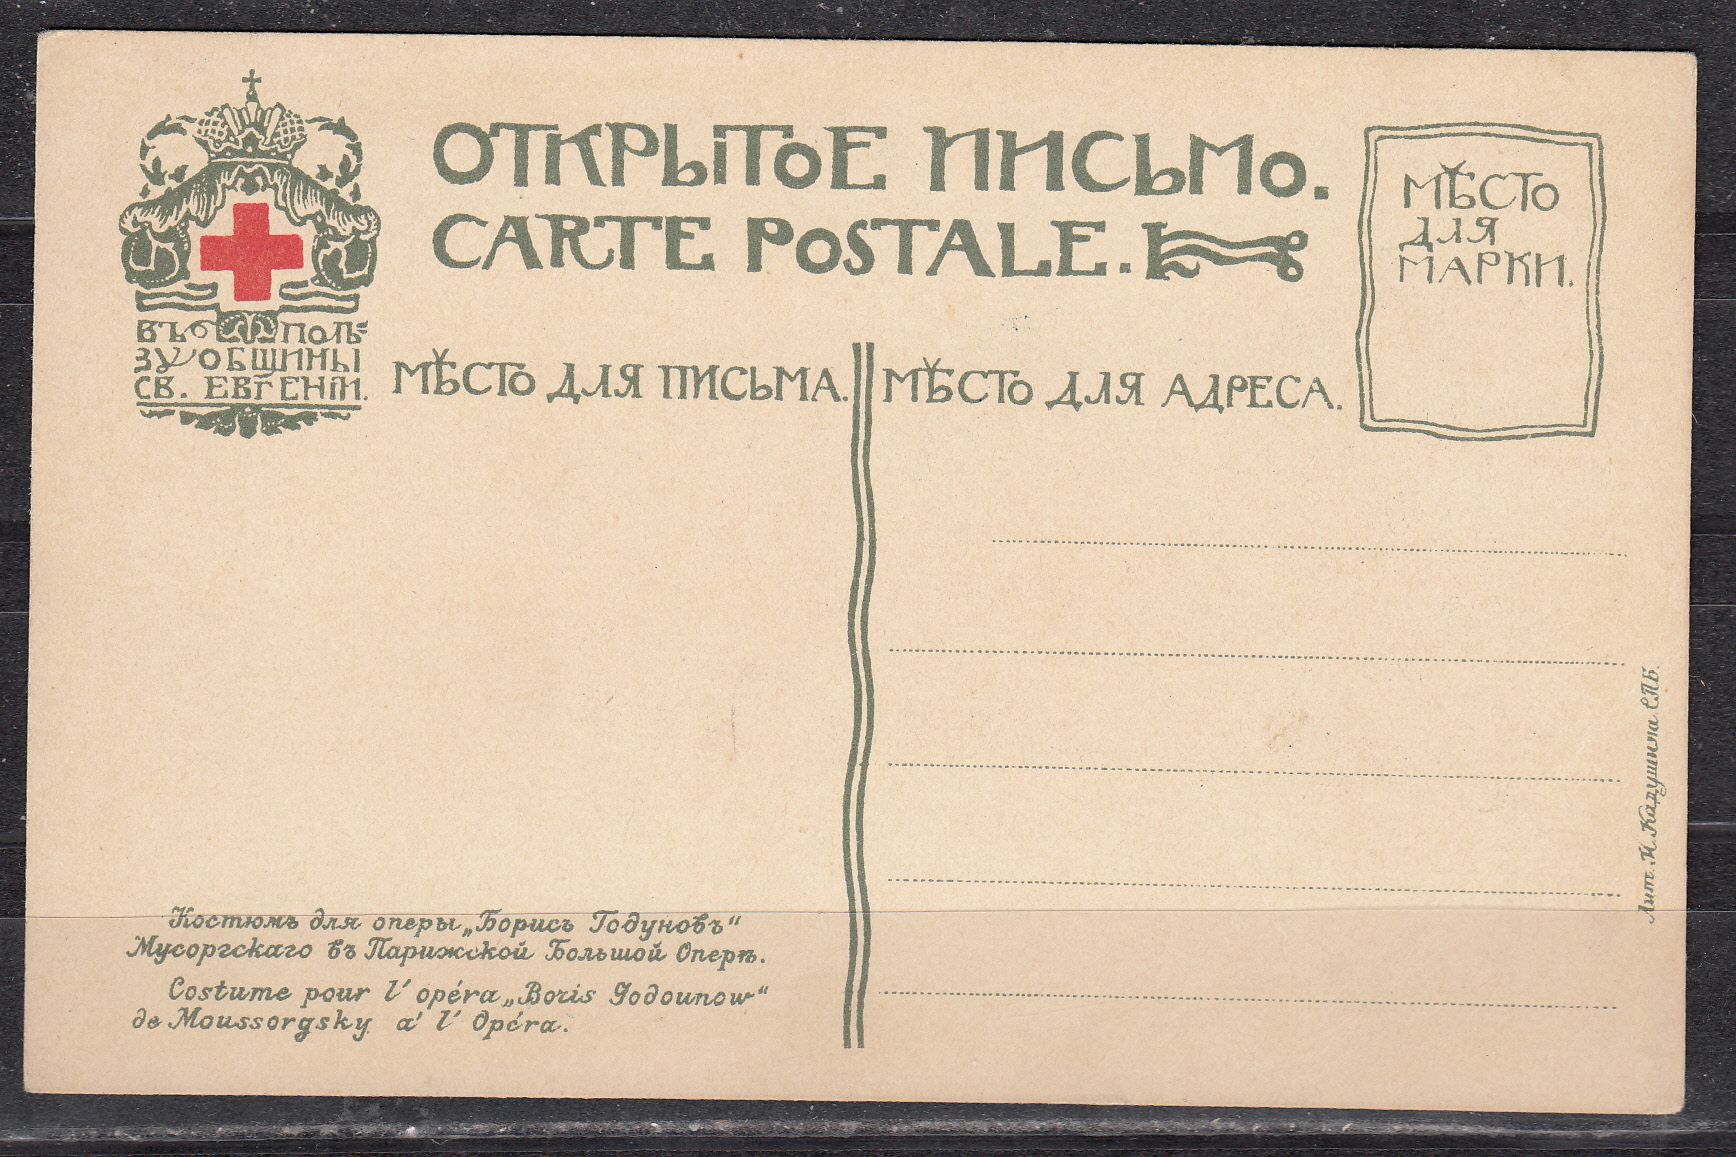 ОТКРЫТОЕ ПИСЬМО.
CARTE POSTALE.
МѢСТО
ДЛЯ
МАРКИ.
ВЪ ПОЛЬ=
ЗУ ОБЩИНЫ
СВ. ЕВГЕНІИ.
МѢСТО ДЛЯ ПИСЬМА.
МѢСТО ДЛЯ АДРЕСА.
Костюмъ для оперы „Борисъ Годуновъ“
Мусоргскаго въ Парижской Большой Оперѣ.
Costume pour l' opéra „Boris Godounow“
de Moussorgsky a' l' Opéra.
Лит. Н. Кадушина СПБ.